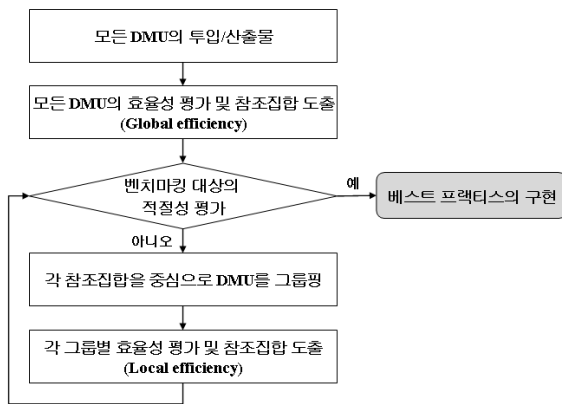 모든 DMU의 투입/산출물
모든 DMU의 효율성 평가 및 참조집합 도출
(Global efficiency)
벤치마킹 대상의
적절성 평가
예
베스트 프랙티스의 구현
아니오
각 참조집합을 중심으로 DMU를 그룹핑
각 그룹별 효율성 평가 및 참조집합 도출
(Local efficiency)